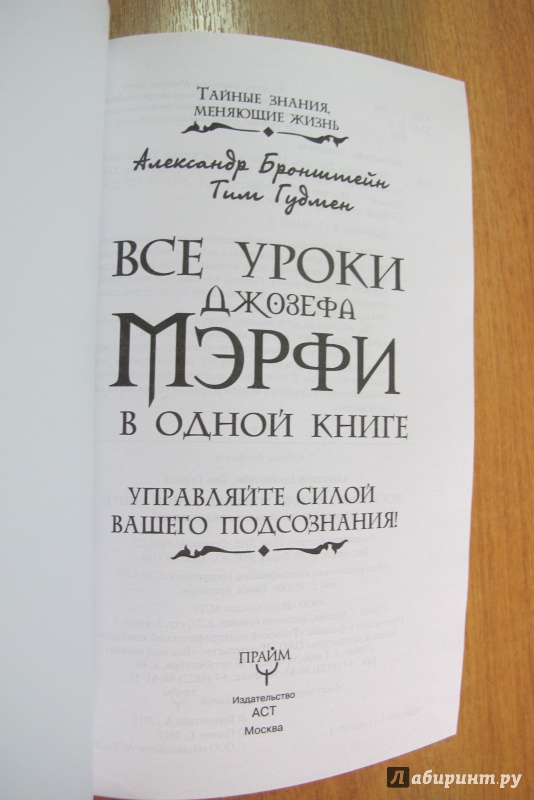 Тайные знания,
меняющие жизнь
Александр Бронштейн
Тим Гудмен
ВСЕ УРОКИ
ДЖОЗЕФА
МЭРФИ
В ОДНОЙ КНИГЕ
УПРАВЛЯЙТЕ СИЛОЙ
ВАШЕГО ПОДСОЗНАНИЯ!
ПРАЙМ
Издательство
АСТ
Москва
Лабиринт.ру